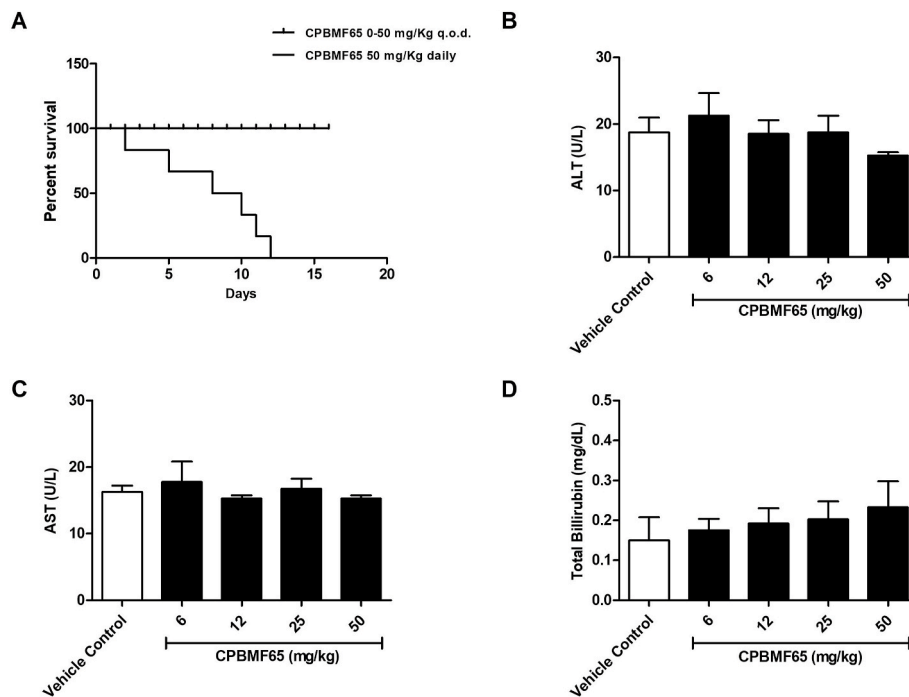 A
CPBMF65 0-50 mg/Kg q.o.d.
CPBMF65 50 mg/Kg daily
150
100
50
0
Percent survival
0 5 10 15 20
Days
B
30
20
10
0
ALT (U/L)
Vehicle Control 6 12 25 50
CPBMF65 (mg/kg)
C
30
20
10
0
AST (U/L)
Vehicle Control 6 12 25 50
CPBMF65 (mg/kg)
D
0.5
0.4
0.3
0.2
0.1
0.0
Total Billirubin (mg/dL)
Vehicle Control 6 12 25 50
CPBMF65 (mg/kg)